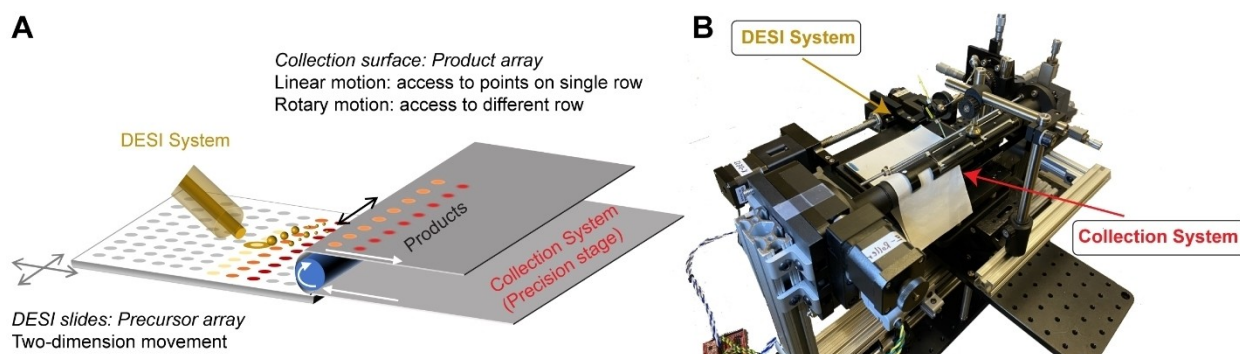 A
Collection surface: Product array
Linear motion: access to points on single row
Rotary motion: access to different row
DESI System
Products
Collection System
(Precision stage)
DESI slides: Precursor array
Two-dimension movement
B
DESI System
Collection System